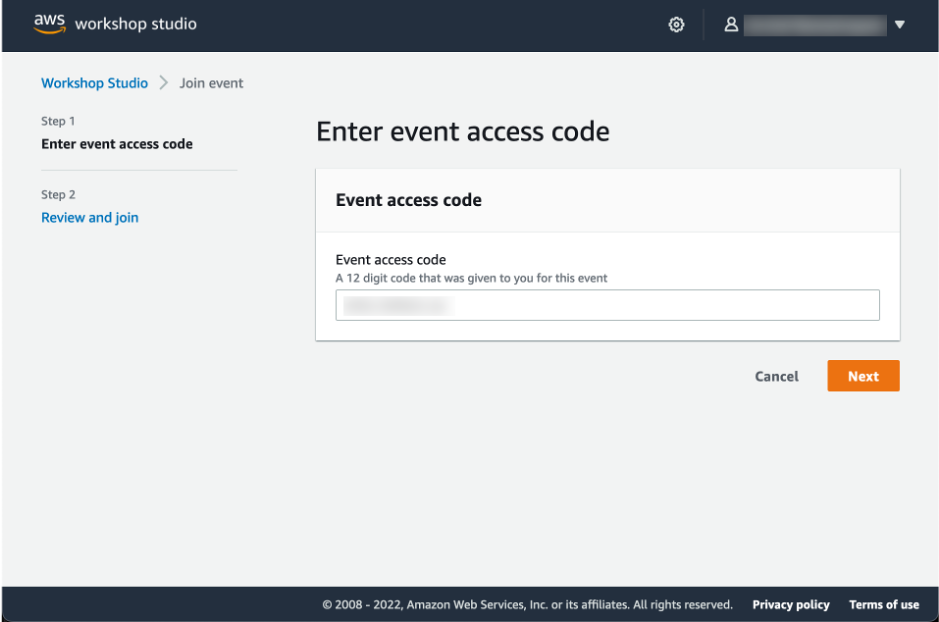 aws workshop studio
Workshop Studio > Join event
Step 1
Enter event access code
Step 2
Review and join
Enter event access code
Event access code
Event access code
A 12 digit code that was given to you for this event
Cancel Next
© 2008 - 2022, Amazon Web Services, Inc. or its affiliates. All rights reserved. Privacy policy Terms of use